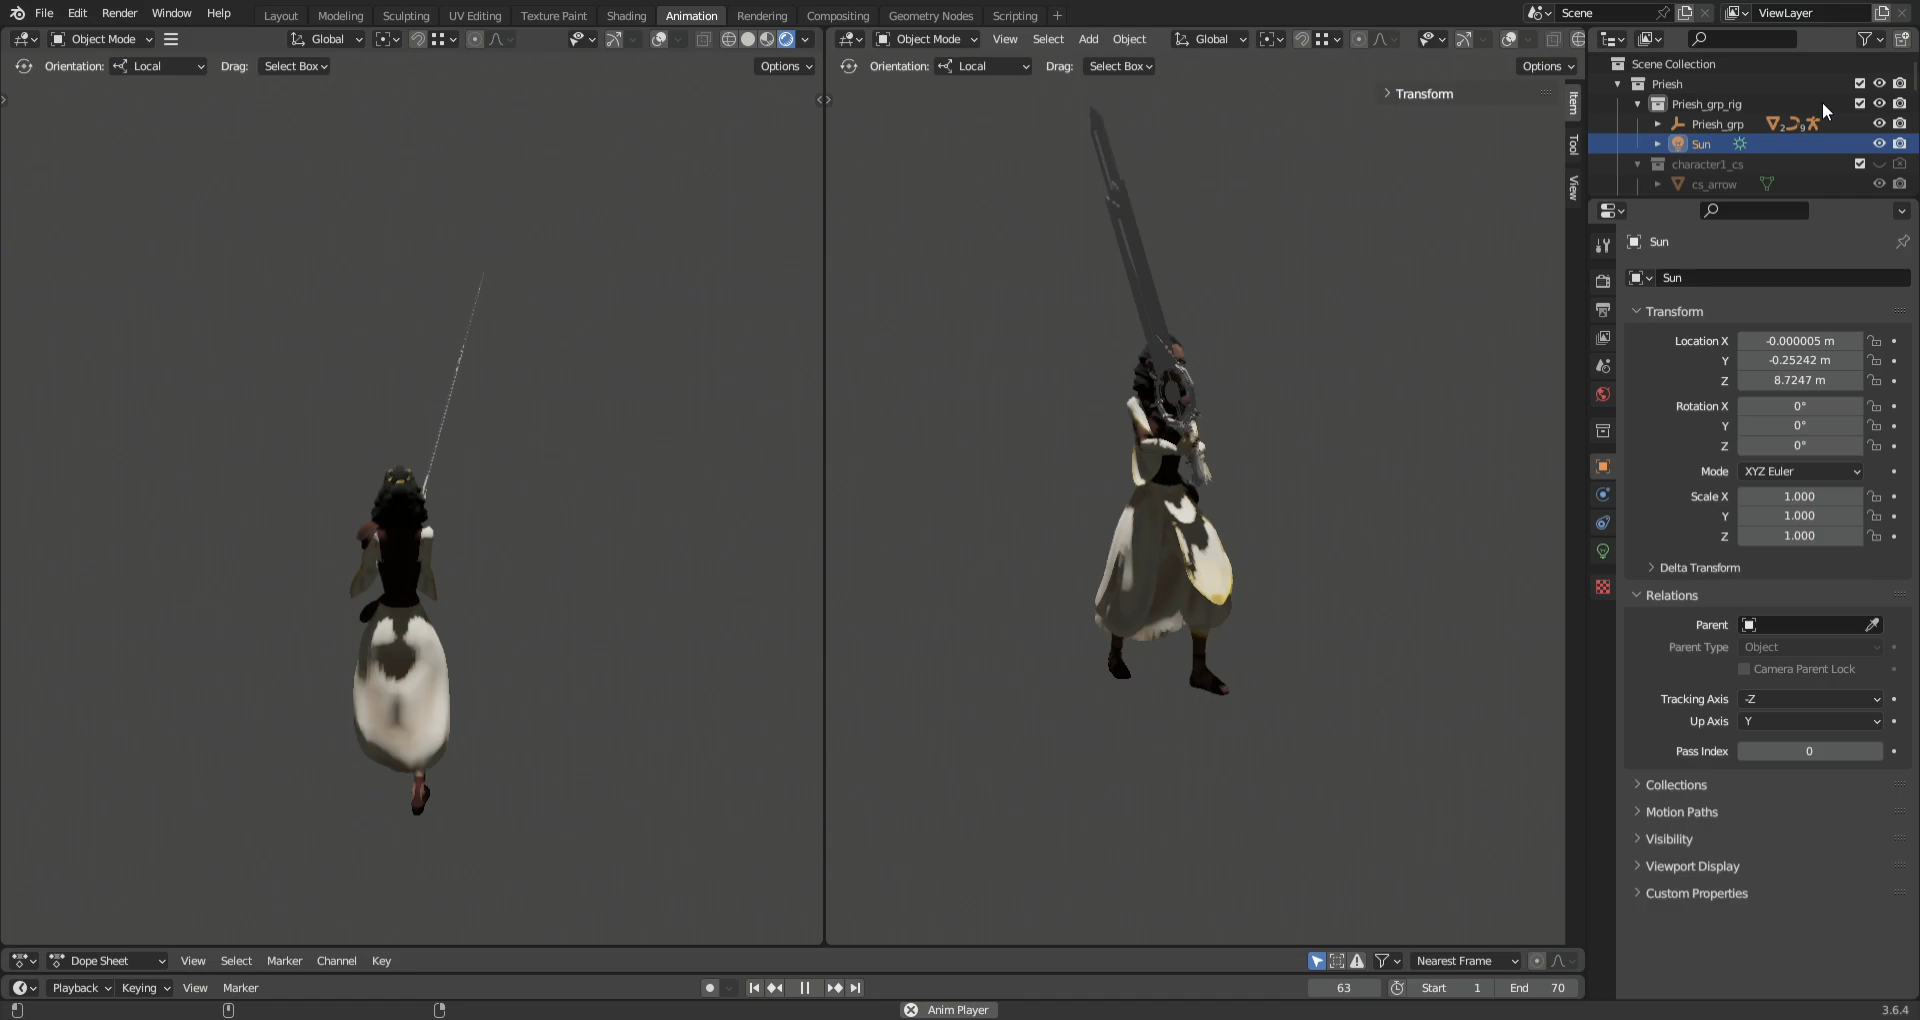 File Edit Render Window Help Layout Modeling Sculpting UV Editing Texture Paint Shading Animation Rendering Compositing Geometry Nodes Scripting + Scene ViewLayer
Object Mode Global Object Mode View Select Add Object Global
Orientation: Local Drag: Select Box Options Orientation: Local Drag: Select Box Options
Transform
Item
Tool
View
Scene Collection
Priesh
Priesh_grp_rig
Priesh_grp 2 9
Sun
character1_cs
cs_arrow
Sun
Sun
Transform
Location X -0.000005 m
Y -0.25242 m
Z 8.7247 m
Rotation X 0°
Y 0°
Z 0°
Mode XYZ Euler
Scale X 1.000
Y 1.000
Z 1.000
Delta Transform
Relations
Parent
Parent Type Object
Camera Parent Lock
Tracking Axis -Z
Up Axis Y
Pass Index 0
Collections
Motion Paths
Visibility
Viewport Display
Custom Properties
Dope Sheet View Select Marker Channel Key Nearest Frame
Playback Keying View Marker 63 Start 1 End 70
Anim Player 3.6.4